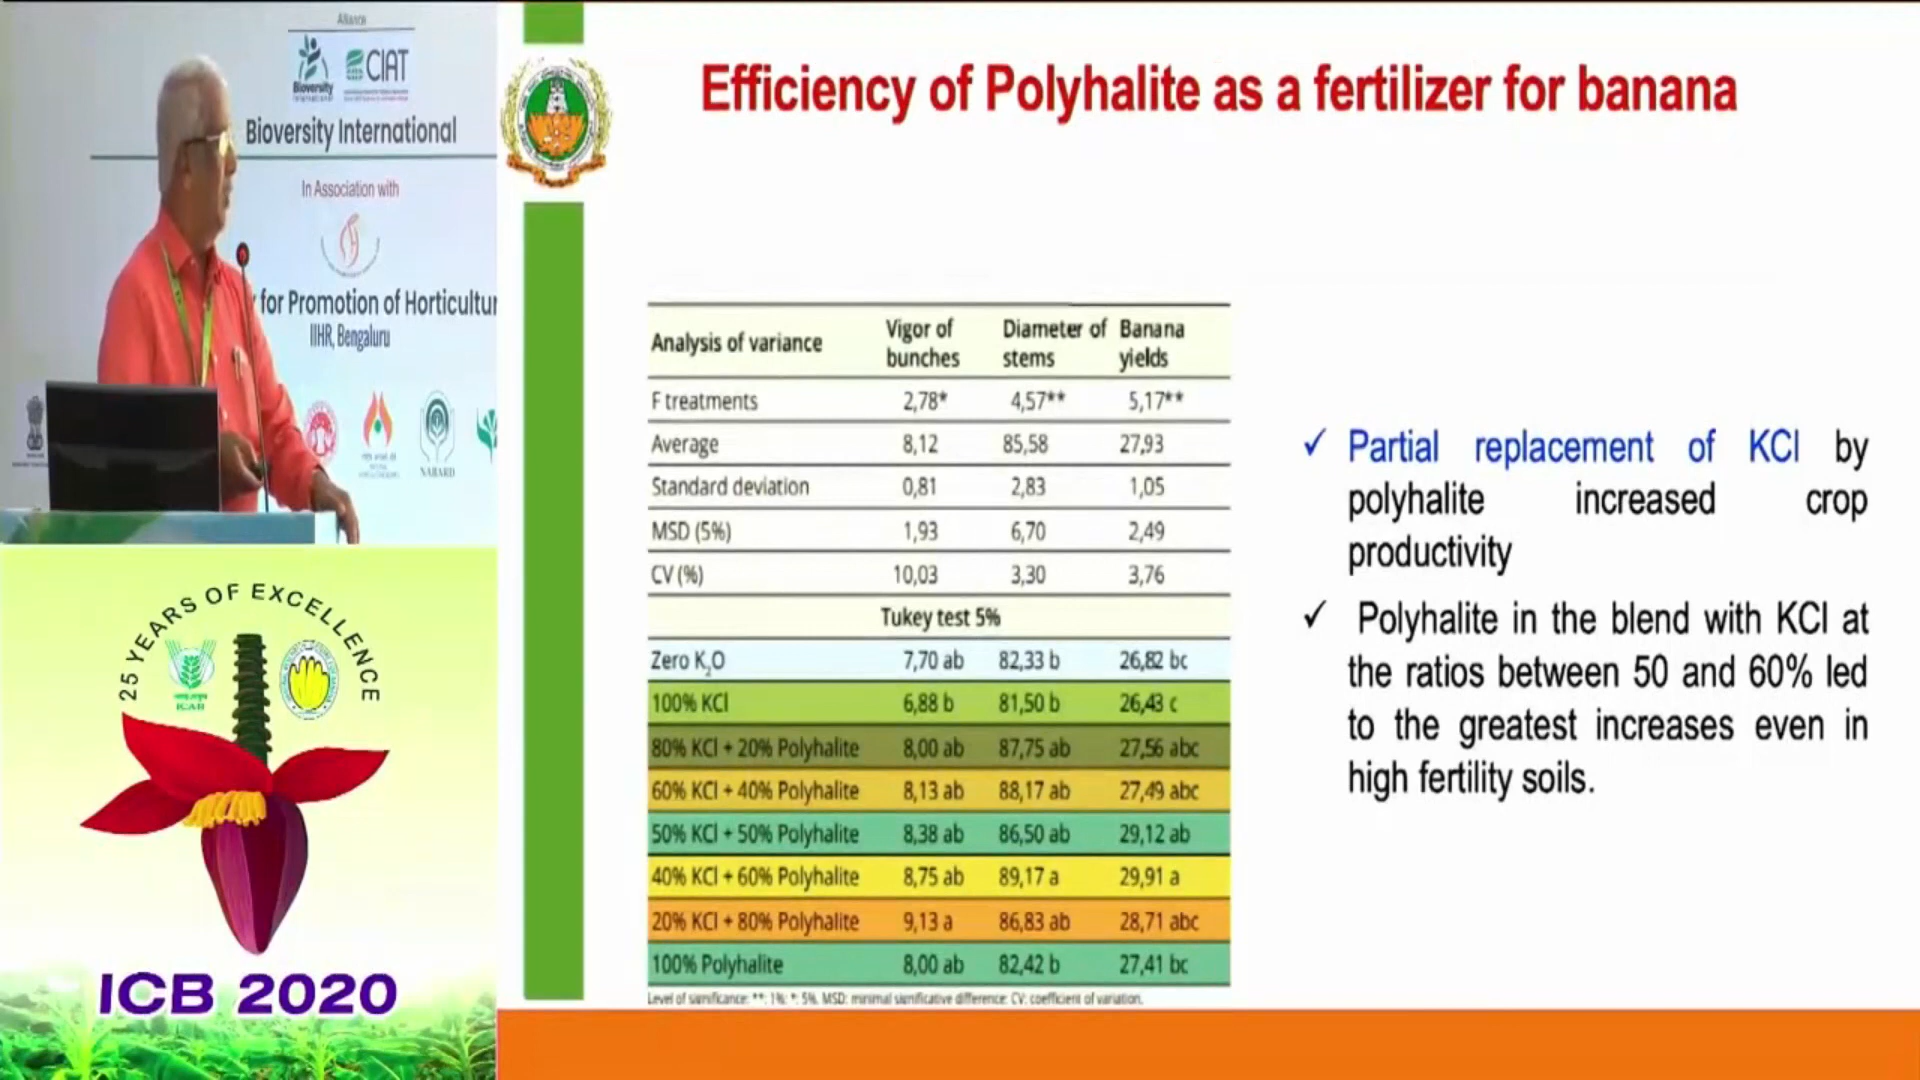 Alliance
Bioversity
CIAT
Bioversity International
In Association with
for Promotion of Horticultur
IIHR, Bengaluru
NABARD
25 YEARS OF EXCELLENCE
ICAR
ICB 2020
Efficiency of Polyhalite as a fertilizer for banana
Analysis of variance Vigor of bunches Diameter of stems Banana yields
F treatments 2,78* 4,57** 5,17**
Average 8,12 85,58 27,93
Standard deviation 0,81 2,83 1,05
MSD (5%) 1,93 6,70 2,49
CV (%) 10,03 3,30 3,76
Tukey test 5%
Zero K₂O 7,70 ab 82,33 b 26,82 bc
100% KCl 6,88 b 81,50 b 26,43 c
80% KCl + 20% Polyhalite 8,00 ab 87,75 ab 27,56 abc
60% KCl + 40% Polyhalite 8,13 ab 88,17 ab 27,49 abc
50% KCl + 50% Polyhalite 8,38 ab 86,50 ab 29,12 ab
40% KCl + 60% Polyhalite 8,75 ab 89,17 a 29,91 a
20% KCl + 80% Polyhalite 9,13 a 86,83 ab 28,71 abc
100% Polyhalite 8,00 ab 82,42 b 27,41 bc
Level of significance: **: 1%; *: 5%. MSD: minimal significative difference; CV: coefficient of variation.
✓ Partial replacement of KCl by
polyhalite increased crop
productivity
✓ Polyhalite in the blend with KCl at
the ratios between 50 and 60% led
to the greatest increases even in
high fertility soils.